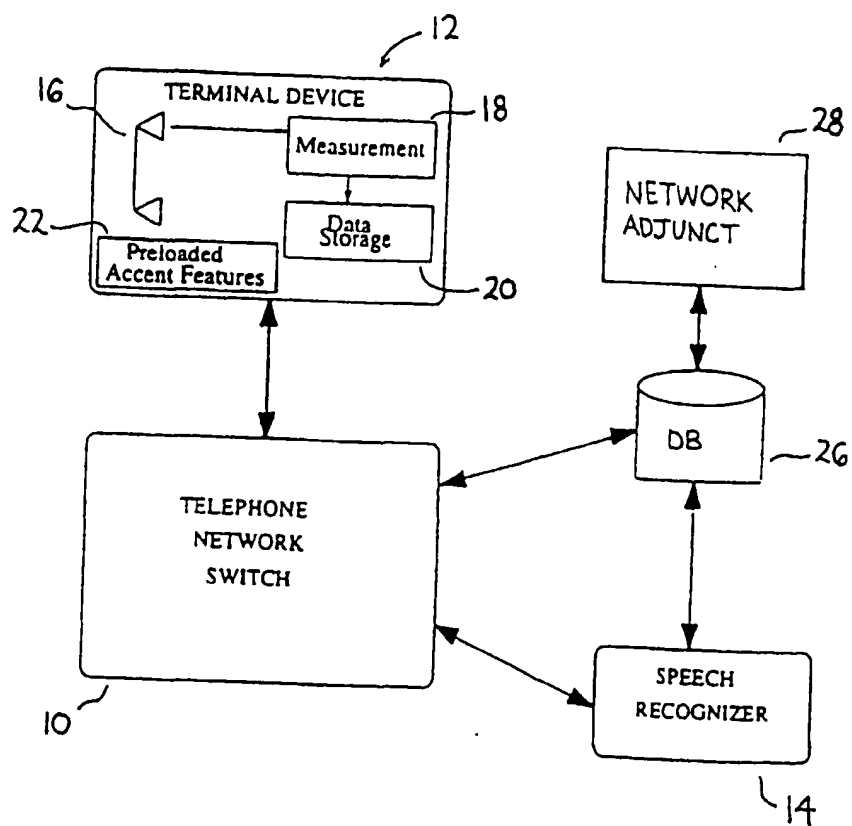 12
TERMINAL DEVICE
16
18
Measurement
28
NETWORK
ADJUNCT
22
Data
Storage
Preloaded
Accent Features
20
DB
26
TELEPHONE
NETWORK
SWITCH
SPEECH
RECOGNIZER
10
14